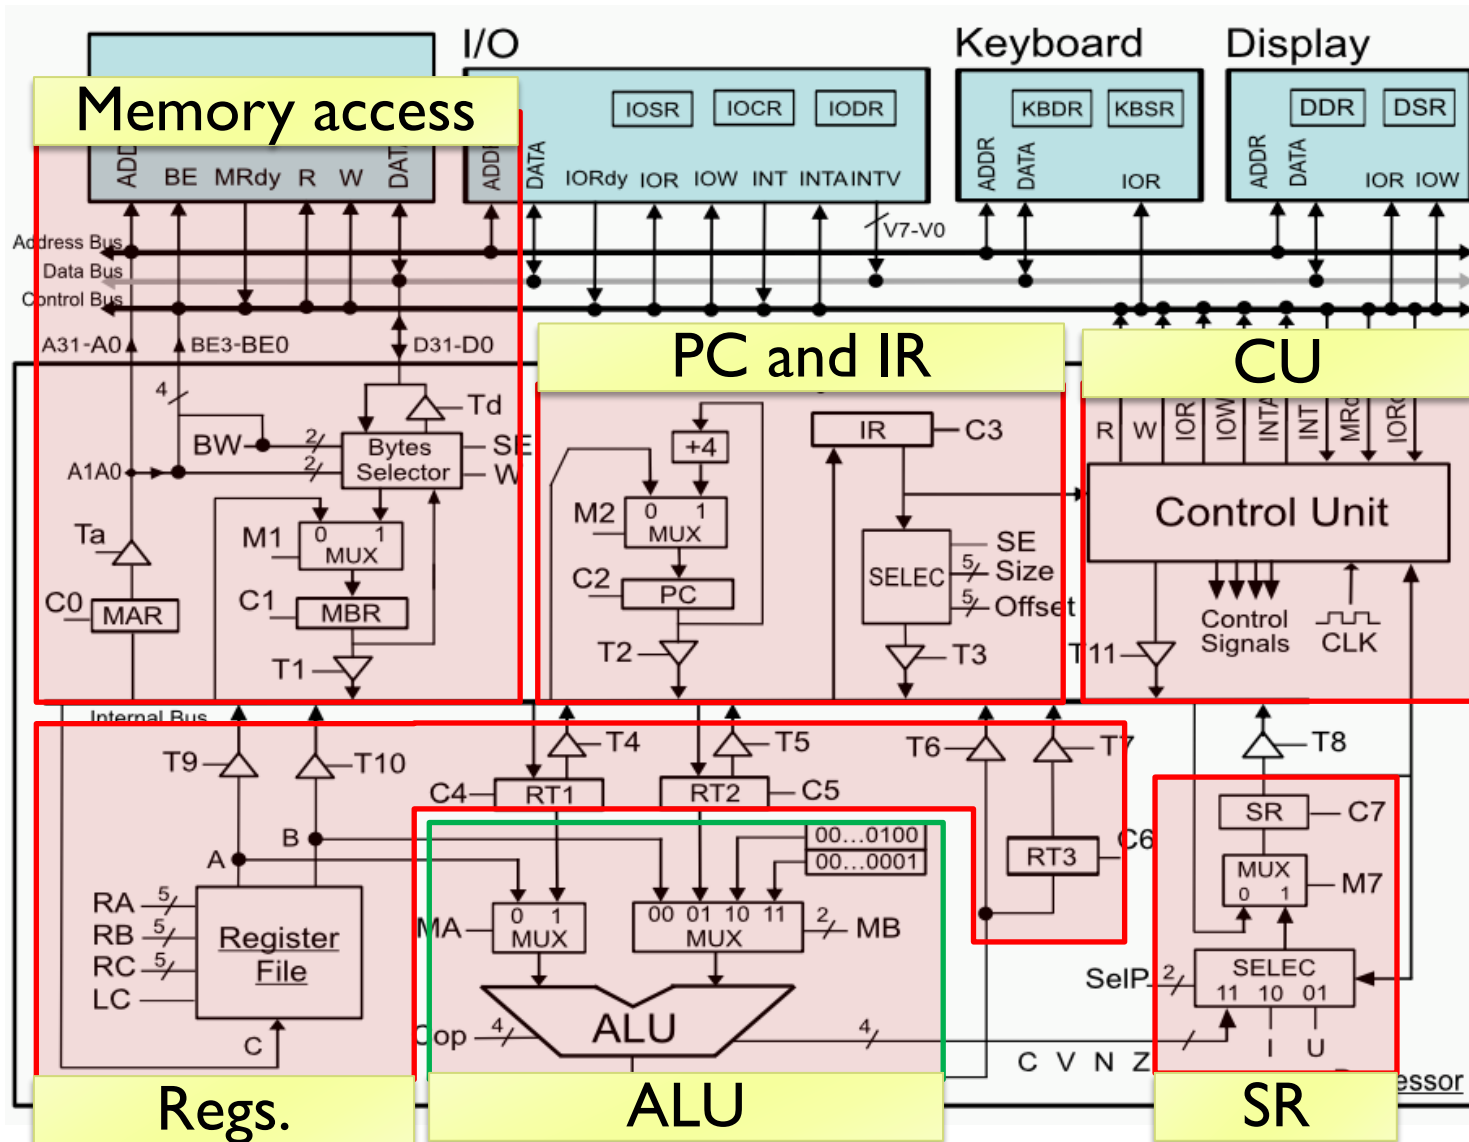 I/O
Keyboard
Display
Memory access
IOSR IOCR IODR
KBDR KBSR
DDR DSR
BE MRdy R W DATA
ADDR DATA IORdy IOR IOW INT INTA INTV
ADDR DATA IOR
ADDR DATA IOR IOW
V7-V0
Address Bus
Data Bus
Control Bus
A31-A0 BE3-BE0 D31-D0
PC and IR
CU
4
Td
BW 2
Bytes
Selector
SE
A1A0 2
W
+4
IR C3
R W IOR IOW INTA INT
Control Unit
M1 0 1
MUX
M2 0 1
MUX
Ta
C0 MAR
C1 MBR
C2 PC
SELEC
SE
5 Size
5 Offset
Control
Signals
CLK
T1
T2
T3
T11
Internal Bus
T9 T10 T4 T5 T6 T7 T8
C4 RT1
RT2 C5
SR C7
00...0100
00...0001
B
A
RT3 C6
MUX
0 1
M7
RA 5
RB 5
RC 5
LC
Register
File
MA 0 1
MUX
00 01 10 11
MUX
2 MB
SelP 2
SELEC
11 10 01
ALU
4
4
C
C V N Z
I U
Regs.
ALU
SR